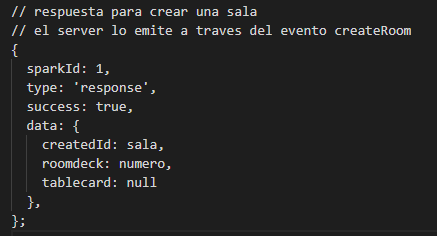 // respuesta para crear una sala
// el server lo emite a traves del evento createRoom
{
  sparkId: 1,
  type: 'response',
  success: true,
  data: {
    createdId: sala,
    roomdeck: numero,
    tablecard: null
  },
};